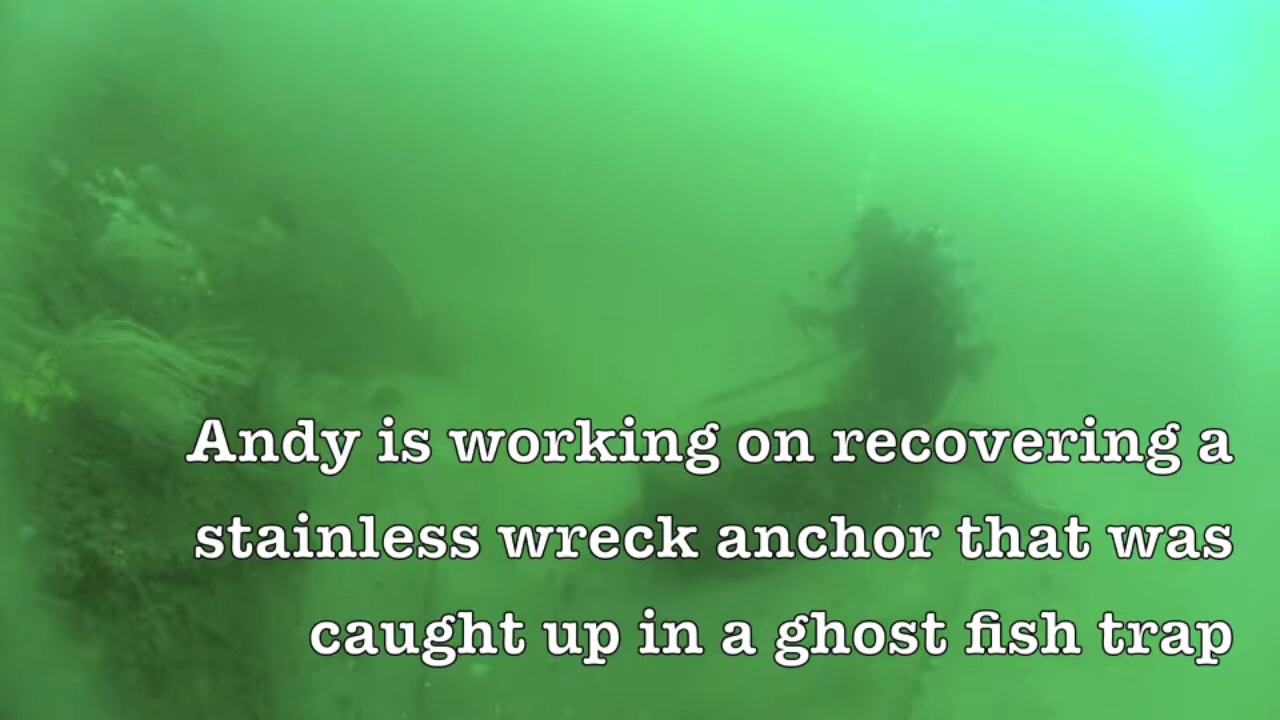 Andy is working on recovering a
stainless wreck anchor that was
caught up in a ghost fish trap